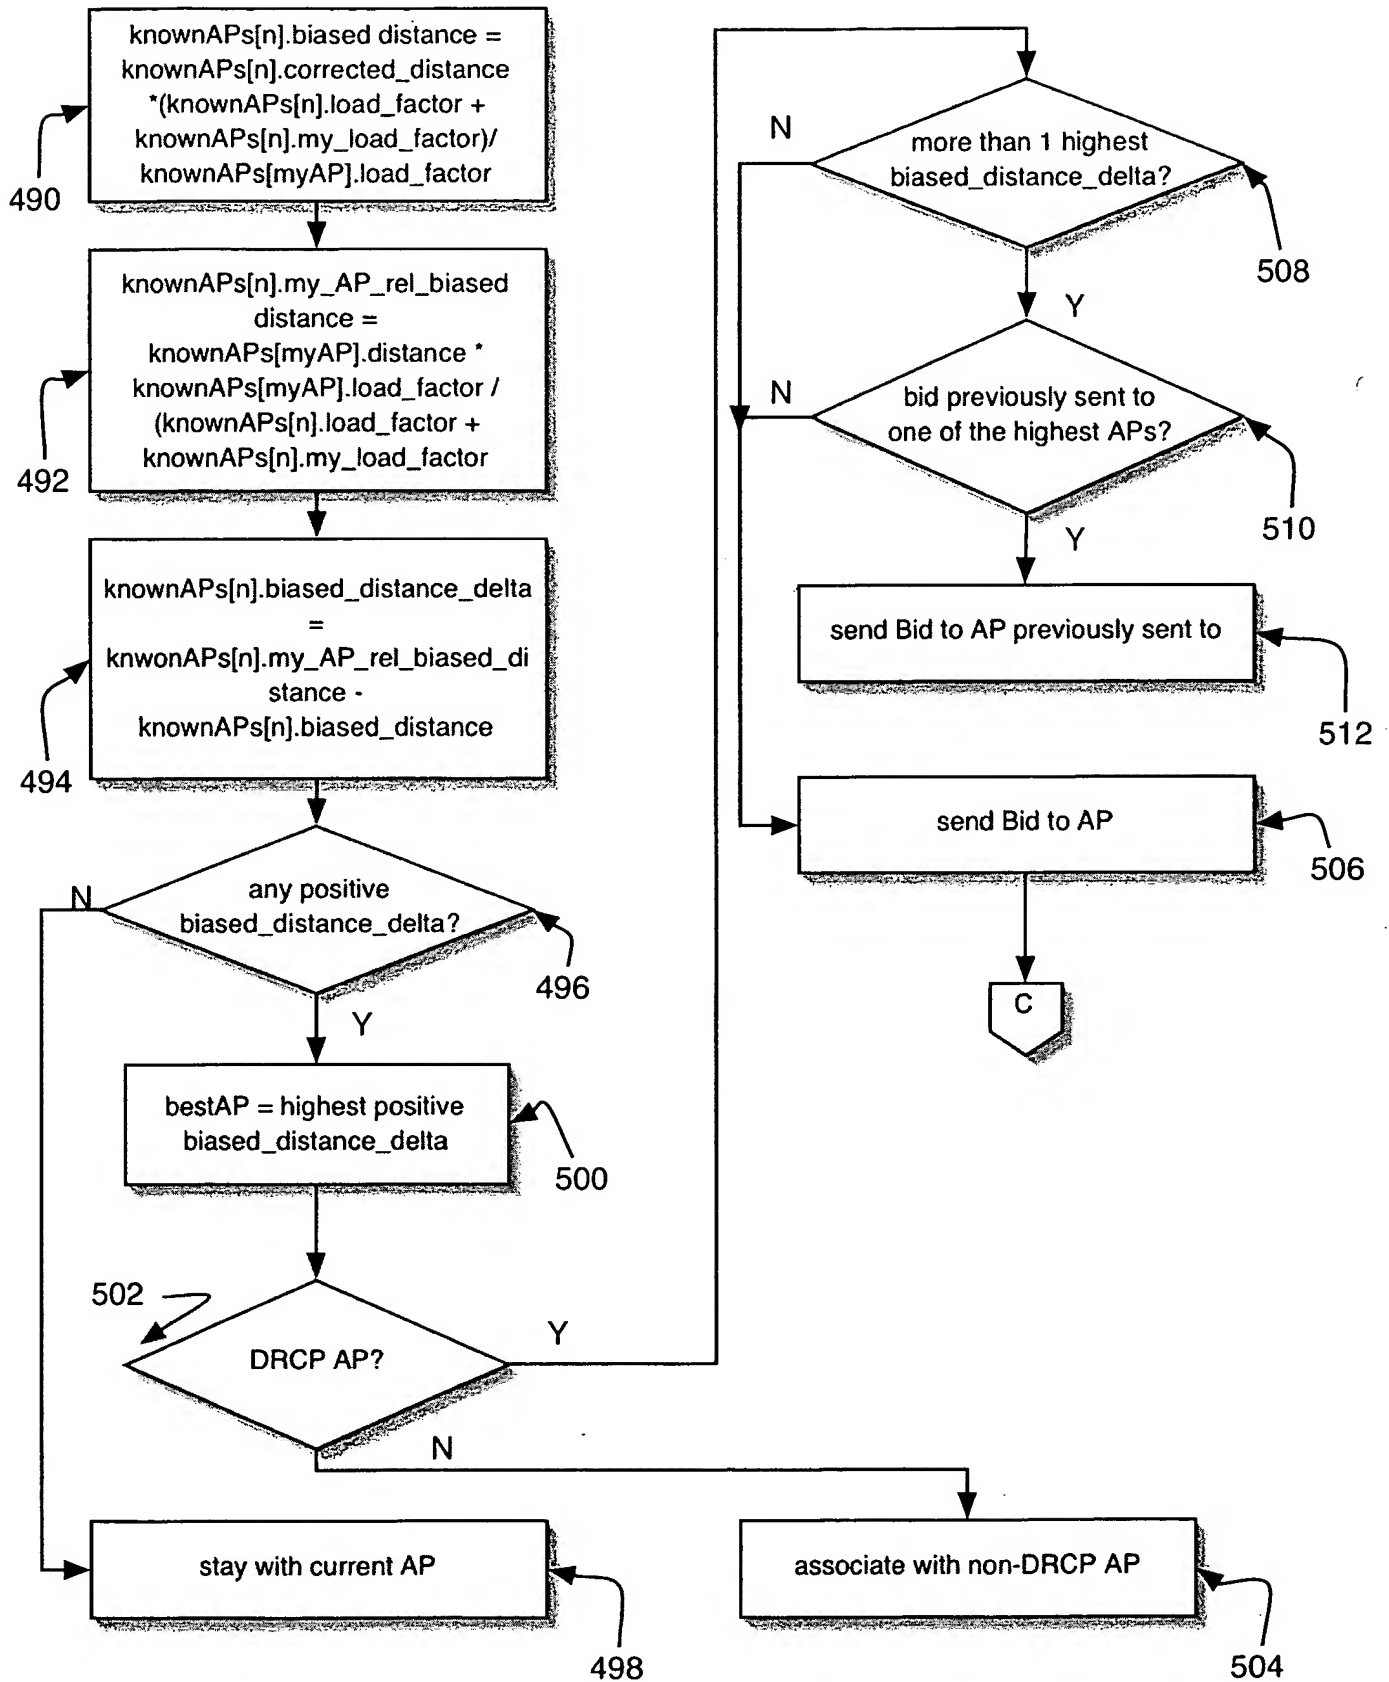 knownAPs[n].biased distance =
knownAPs[n].corrected_distance
*(knownAPs[n].load_factor +
knownAPs[n].my_load_factor)/
knownAPs[myAP].load_factor
490
knownAPs[n].my_AP_rel_biased
distance =
knownAPs[myAP].distance *
knownAPs[myAP].load_factor /
(knownAPs[n].load_factor +
knownAPs[n].my_load_factor
492
knownAPs[n].biased_distance_delta
=
knwonAPs[n].my_AP_rel_biased_di
stance -
knownAPs[n].biased_distance
494
any positive
biased_distance_delta?
N
496
Y
bestAP = highest positive
biased_distance_delta
500
502
DRCP AP?
Y
N
stay with current AP
498
associate with non-DRCP AP
504
more than 1 highest
biased_distance_delta?
N
508
Y
bid previously sent to
one of the highest APs?
N
510
Y
send Bid to AP previously sent to
512
send Bid to AP
506
C